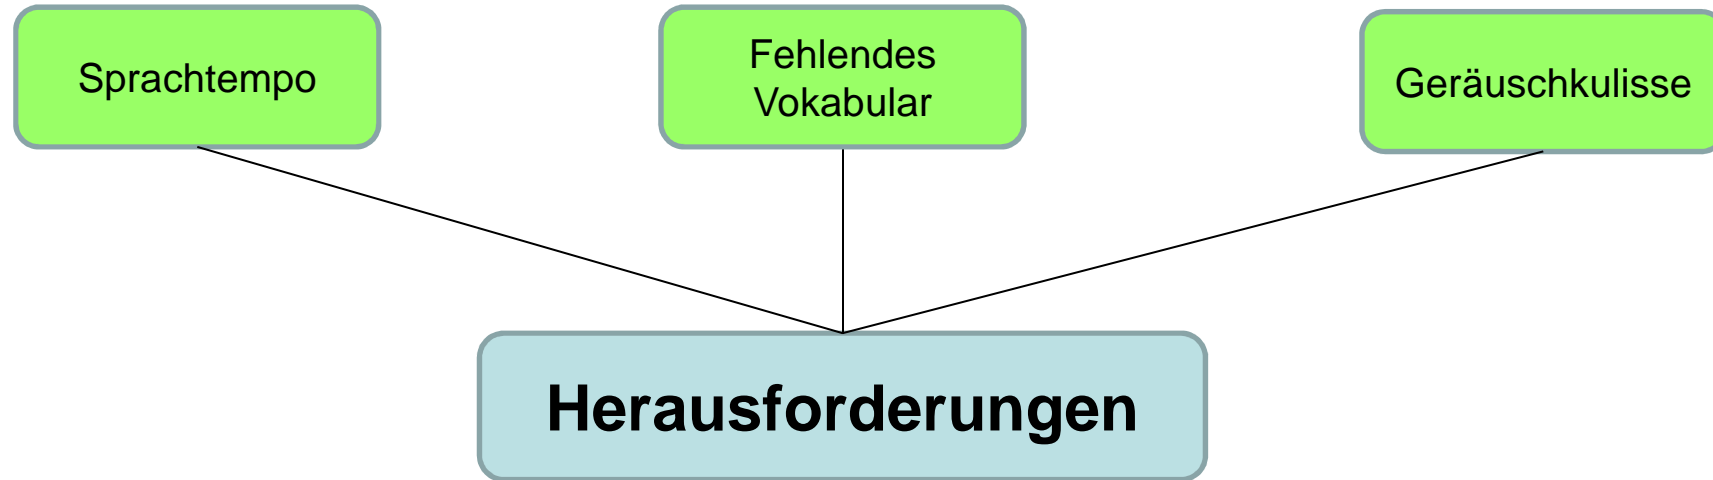 Sprachtempo
Fehlendes
Vokabular
Geräuschkulisse
Herausforderungen